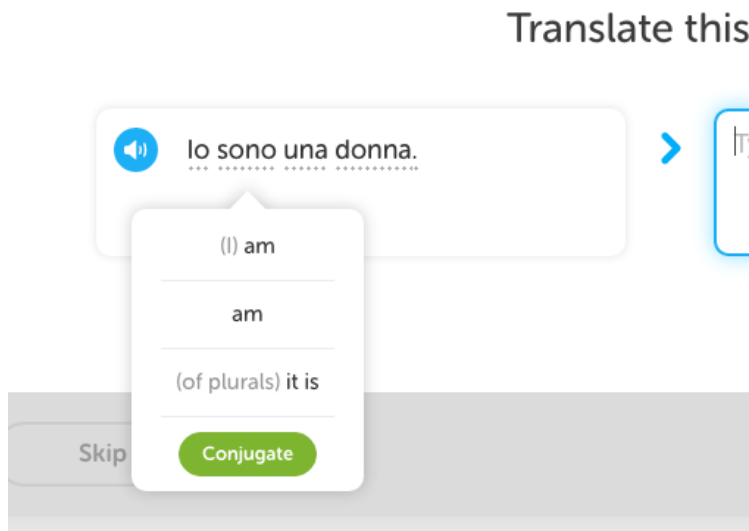 Translate this
Io sono una donna.
(I) am
am
(of plurals) it is
Conjugate
Skip